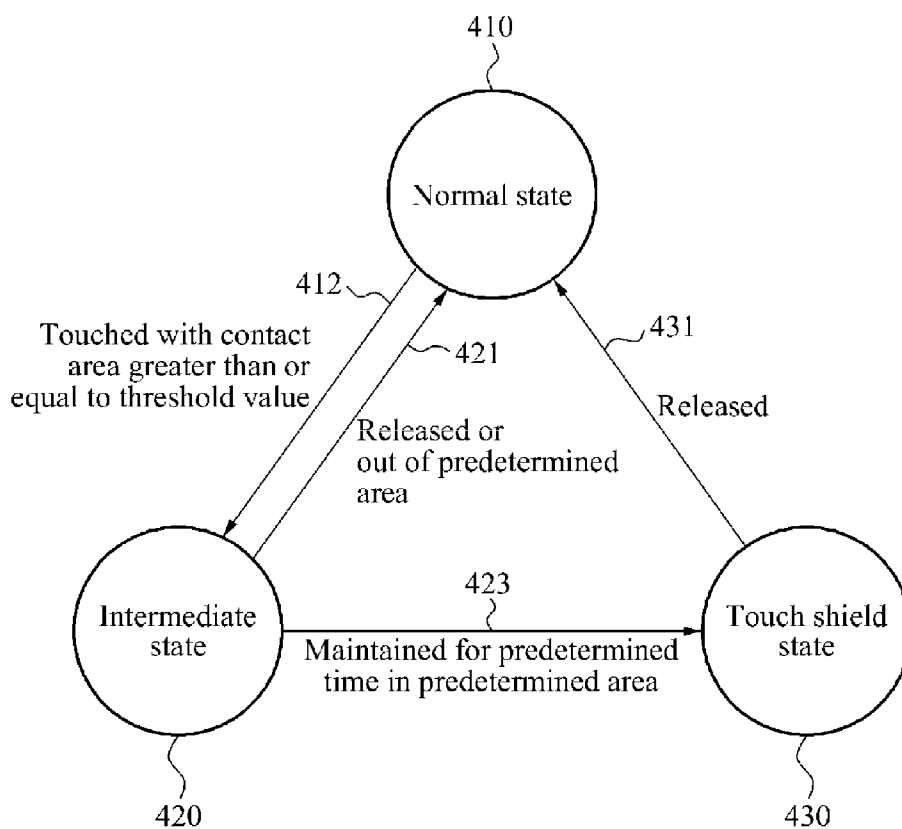 410
Normal state
412
Touched with contact
area greater than or
equal to threshold value
421
Released or
out of predetermined
area
431
Released
Intermediate
state
423
Maintained for predetermined
time in predetermined area
Touch shield
state
420
430